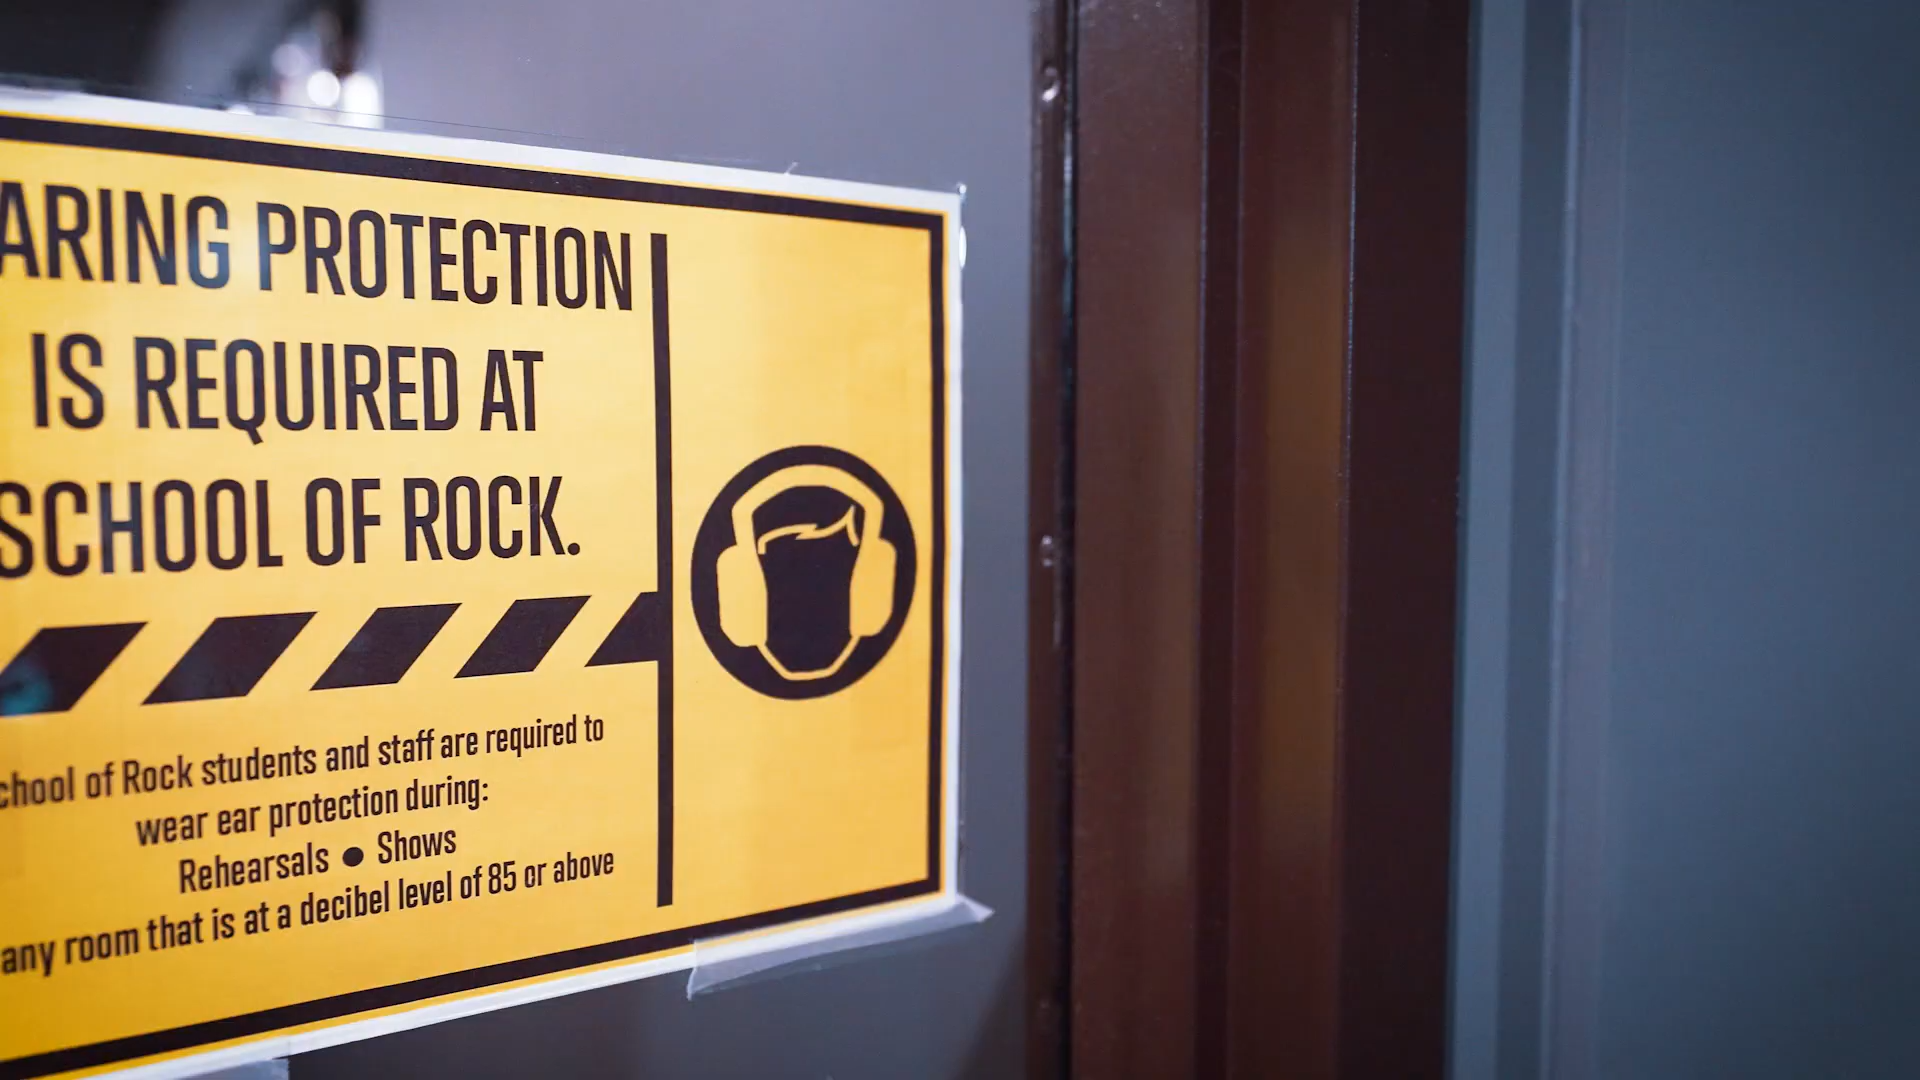 ARING PROTECTION
IS REQUIRED AT
SCHOOL OF ROCK.
chool of Rock students and staff are required to
wear ear protection during:
Rehearsals ● Shows
any room that is at a decibel level of 85 or above